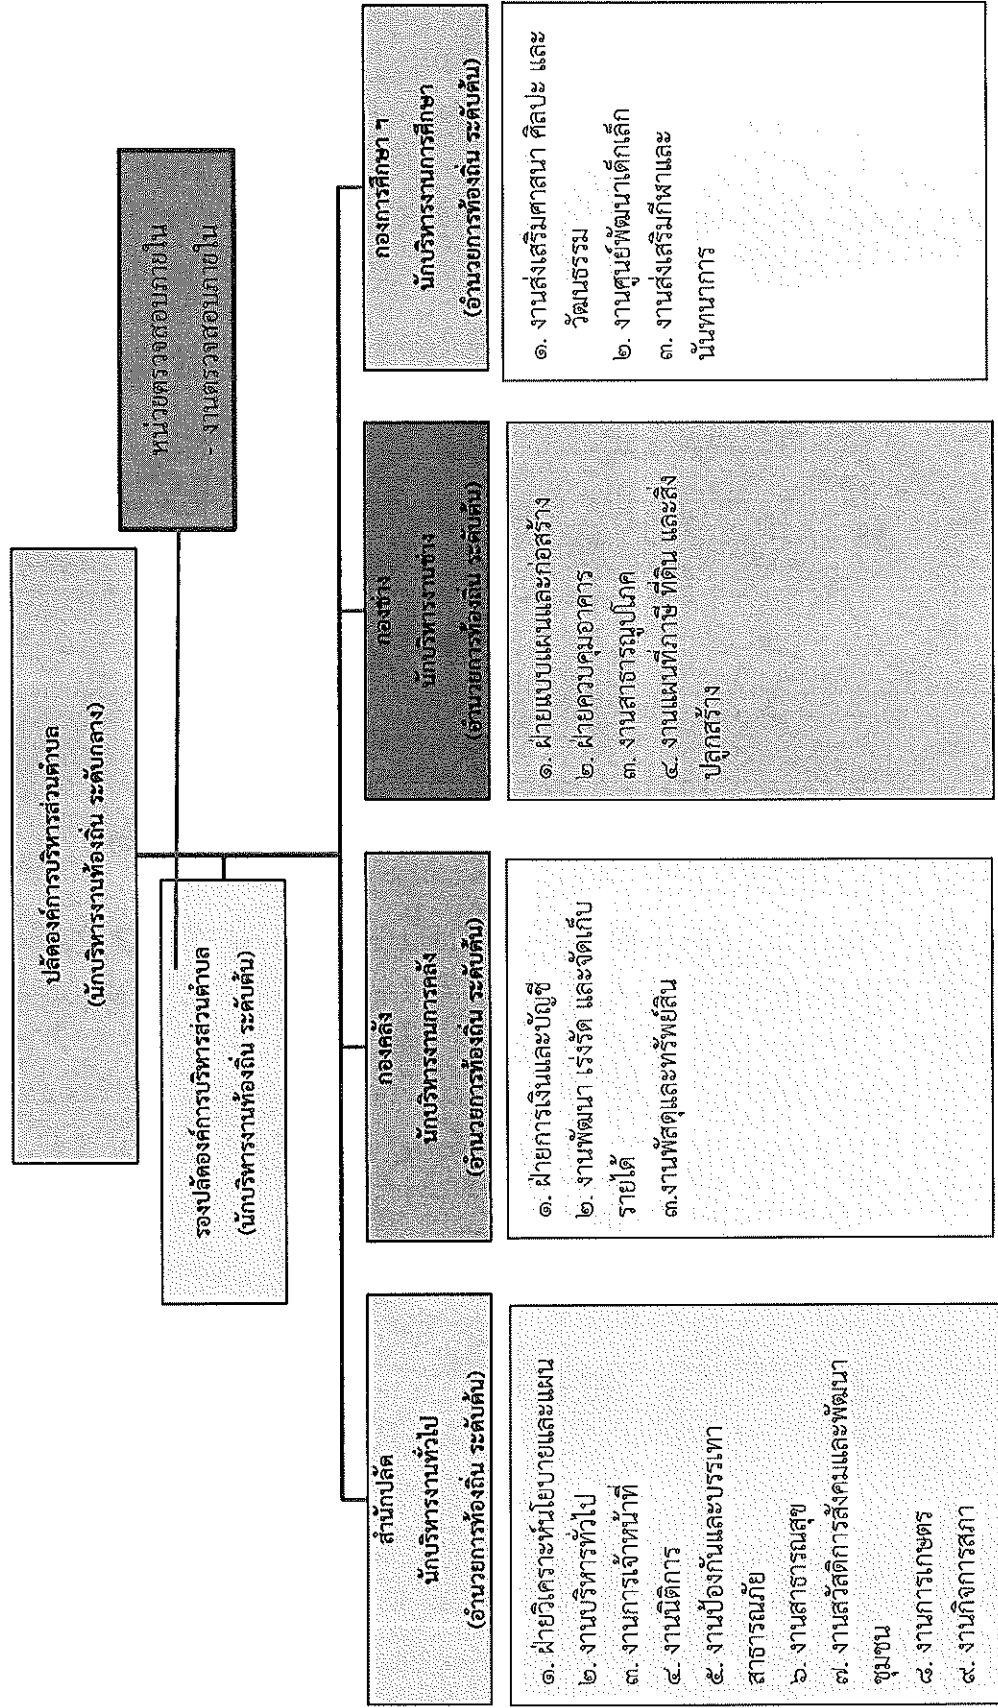 ปลัดองค์การบริหารส่วนตำบล
(นักบริหารงานท้องถิ่น ระดับกลาง)
หน่วยตรวจสอบภายใน
- งานตรวจสอบภายใน
รองปลัดองค์การบริหารส่วนตำบล
(นักบริหารงานท้องถิ่น ระดับต้น)
สำนักปลัด
นักบริหารงานทั่วไป
(อำนวยการท้องถิ่น ระดับต้น)
๑. ฝ่ายวิเคราะห์นโยบายและแผน
๒. งานบริหารทั่วไป
๓. งานการเจ้าหน้าที่
๔. งานนิติการ
๕. งานป้องกันและบรรเทา
สาธารณภัย
๖. งานสาธารณสุข
๗. งานสวัสดิการสังคมและพัฒนา
ชุมชน
๘. งานการเกษตร
๙. งานกิจการสภา
กองคลัง
นักบริหารงานการคลัง
(อำนวยการท้องถิ่น ระดับต้น)
๑. ฝ่ายการเงินและบัญชี
๒. งานพัฒนา เร่งรัด และจัดเก็บ
รายได้
๓.งานพัสดุและทรัพย์สิน
กองช่าง
นักบริหารงานช่าง
(อำนวยการท้องถิ่น ระดับต้น)
๑. ฝ่ายแบบแผนและก่อสร้าง
๒. ฝ่ายควบคุมอาคาร
๓. งานสาธารณูปโภค
๔. งานแผนที่ภาษี ที่ดิน และสิ่ง
ปลูกสร้าง
กองการศึกษา ฯ
นักบริหารงานการศึกษา
(อำนวยการท้องถิ่น ระดับต้น)
๑. งานส่งเสริมศาสนา ศิลปะ และ
วัฒนธรรม
๒. งานศูนย์พัฒนาเด็กเล็ก
๓. งานส่งเสริมกีฬาและ
นันทนาการ